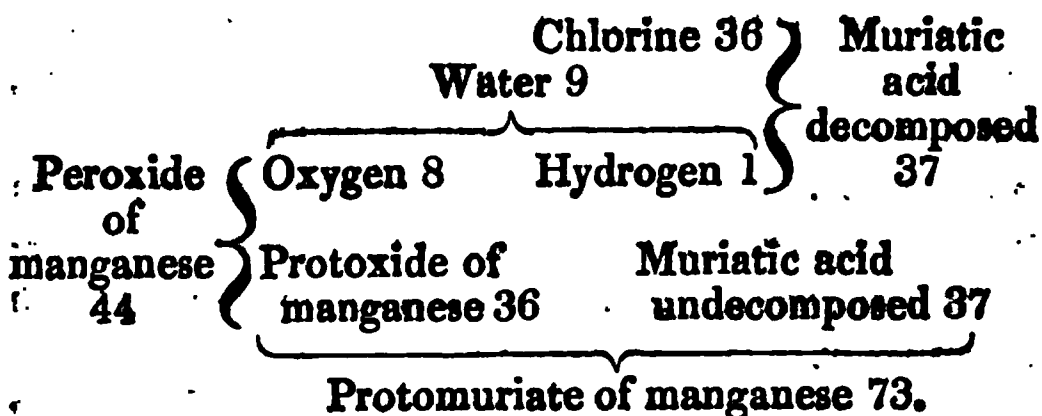 Chlorine 36 Muriatic
Water 9 acid
decomposed
Peroxide Oxygen 8 Hydrogen 1 37
of
manganese Protoxide of Muriatic acid
44 manganese 36 undecomposed 37
Protomuriate of manganese 73.